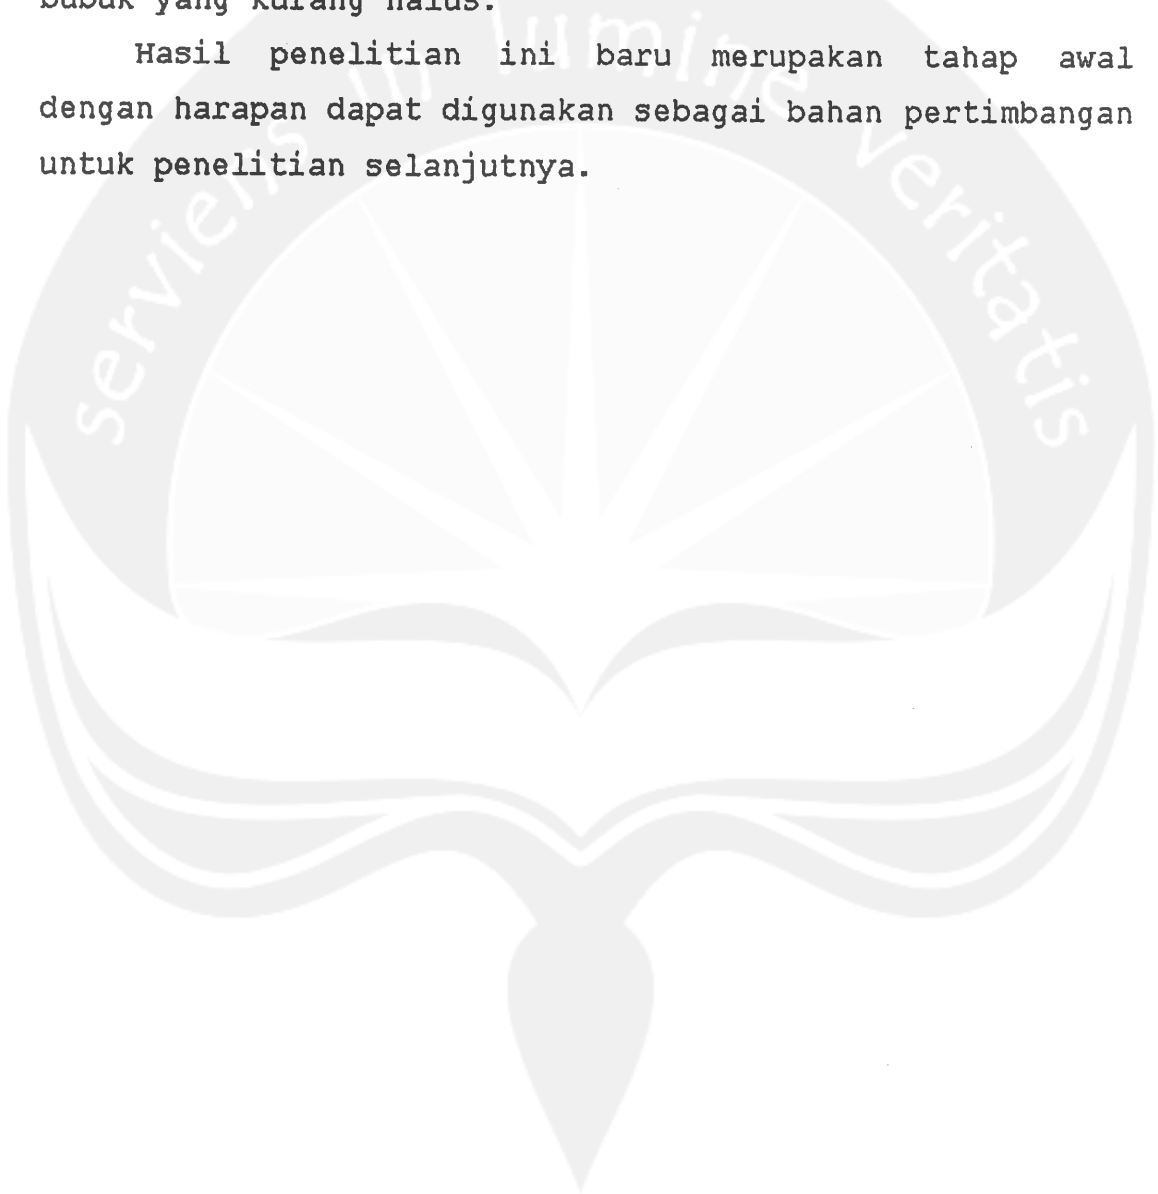 bubuk yang kurang halus.
Hasil penelitian ini baru merupakan tahap awal
dengan harapan dapat digunakan sebagai bahan pertimbangan
untuk penelitian selanjutnya.
serviens in lumine veritatis